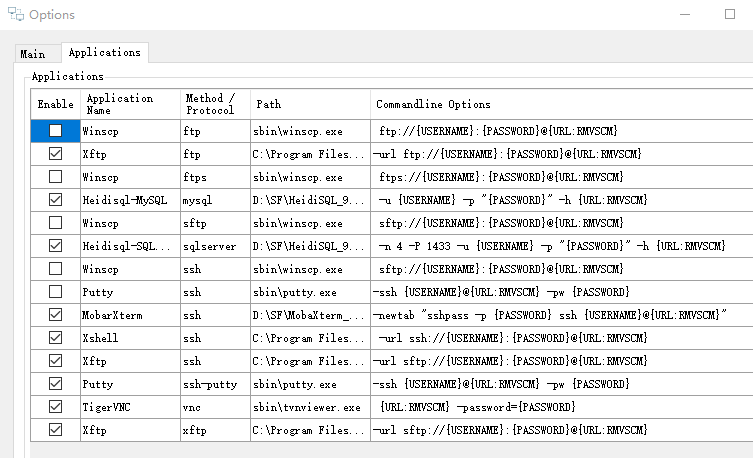 Options
Main
Applications
Applications
Enable Application Name Method / Protocol Path Commandline Options
Winscp ftp sbin\winscp.exe ftp://{USERNAME}:{PASSWORD}@{URL:RMVSCM}
Xftp ftp C:\Program Files... -url ftp://{USERNAME}:{PASSWORD}@{URL:RMVSCM}
Winscp ftps sbin\winscp.exe ftps://{USERNAME}:{PASSWORD}@{URL:RMVSCM}
Heidisql-MySQL mysql D:\SF\HeidiSQL_9... -u {USERNAME} -p "{PASSWORD}" -h {URL:RMVSCM}
Winscp sftp sbin\winscp.exe sftp://{USERNAME}:{PASSWORD}@{URL:RMVSCM}
Heidisql-SQL... sqlserver D:\SF\HeidiSQL_9... -n 4 -P 1433 -u {USERNAME} -p "{PASSWORD}" -h {URL:RMVSCM}
Winscp ssh sbin\winscp.exe sftp://{USERNAME}:{PASSWORD}@{URL:RMVSCM}
Putty ssh sbin\putty.exe -ssh {USERNAME}@{URL:RMVSCM} -pw {PASSWORD}
MobarXterm ssh D:\SF\MobaXterm_... -newtab "sshpass -p {PASSWORD} ssh {USERNAME}@{URL:RMVSCM}"
Xshell ssh C:\Program Files... -url ssh://{USERNAME}:{PASSWORD}@{URL:RMVSCM}
Xftp ssh C:\Program Files... -url sftp://{USERNAME}:{PASSWORD}@{URL:RMVSCM}
Putty ssh-putty sbin\putty.exe -ssh {USERNAME}@{URL:RMVSCM} -pw {PASSWORD}
TigerVNC vnc sbin\tvnviewer.exe {URL:RMVSCM} -password={PASSWORD}
Xftp xftp C:\Program Files... -url sftp://{USERNAME}:{PASSWORD}@{URL:RMVSCM}